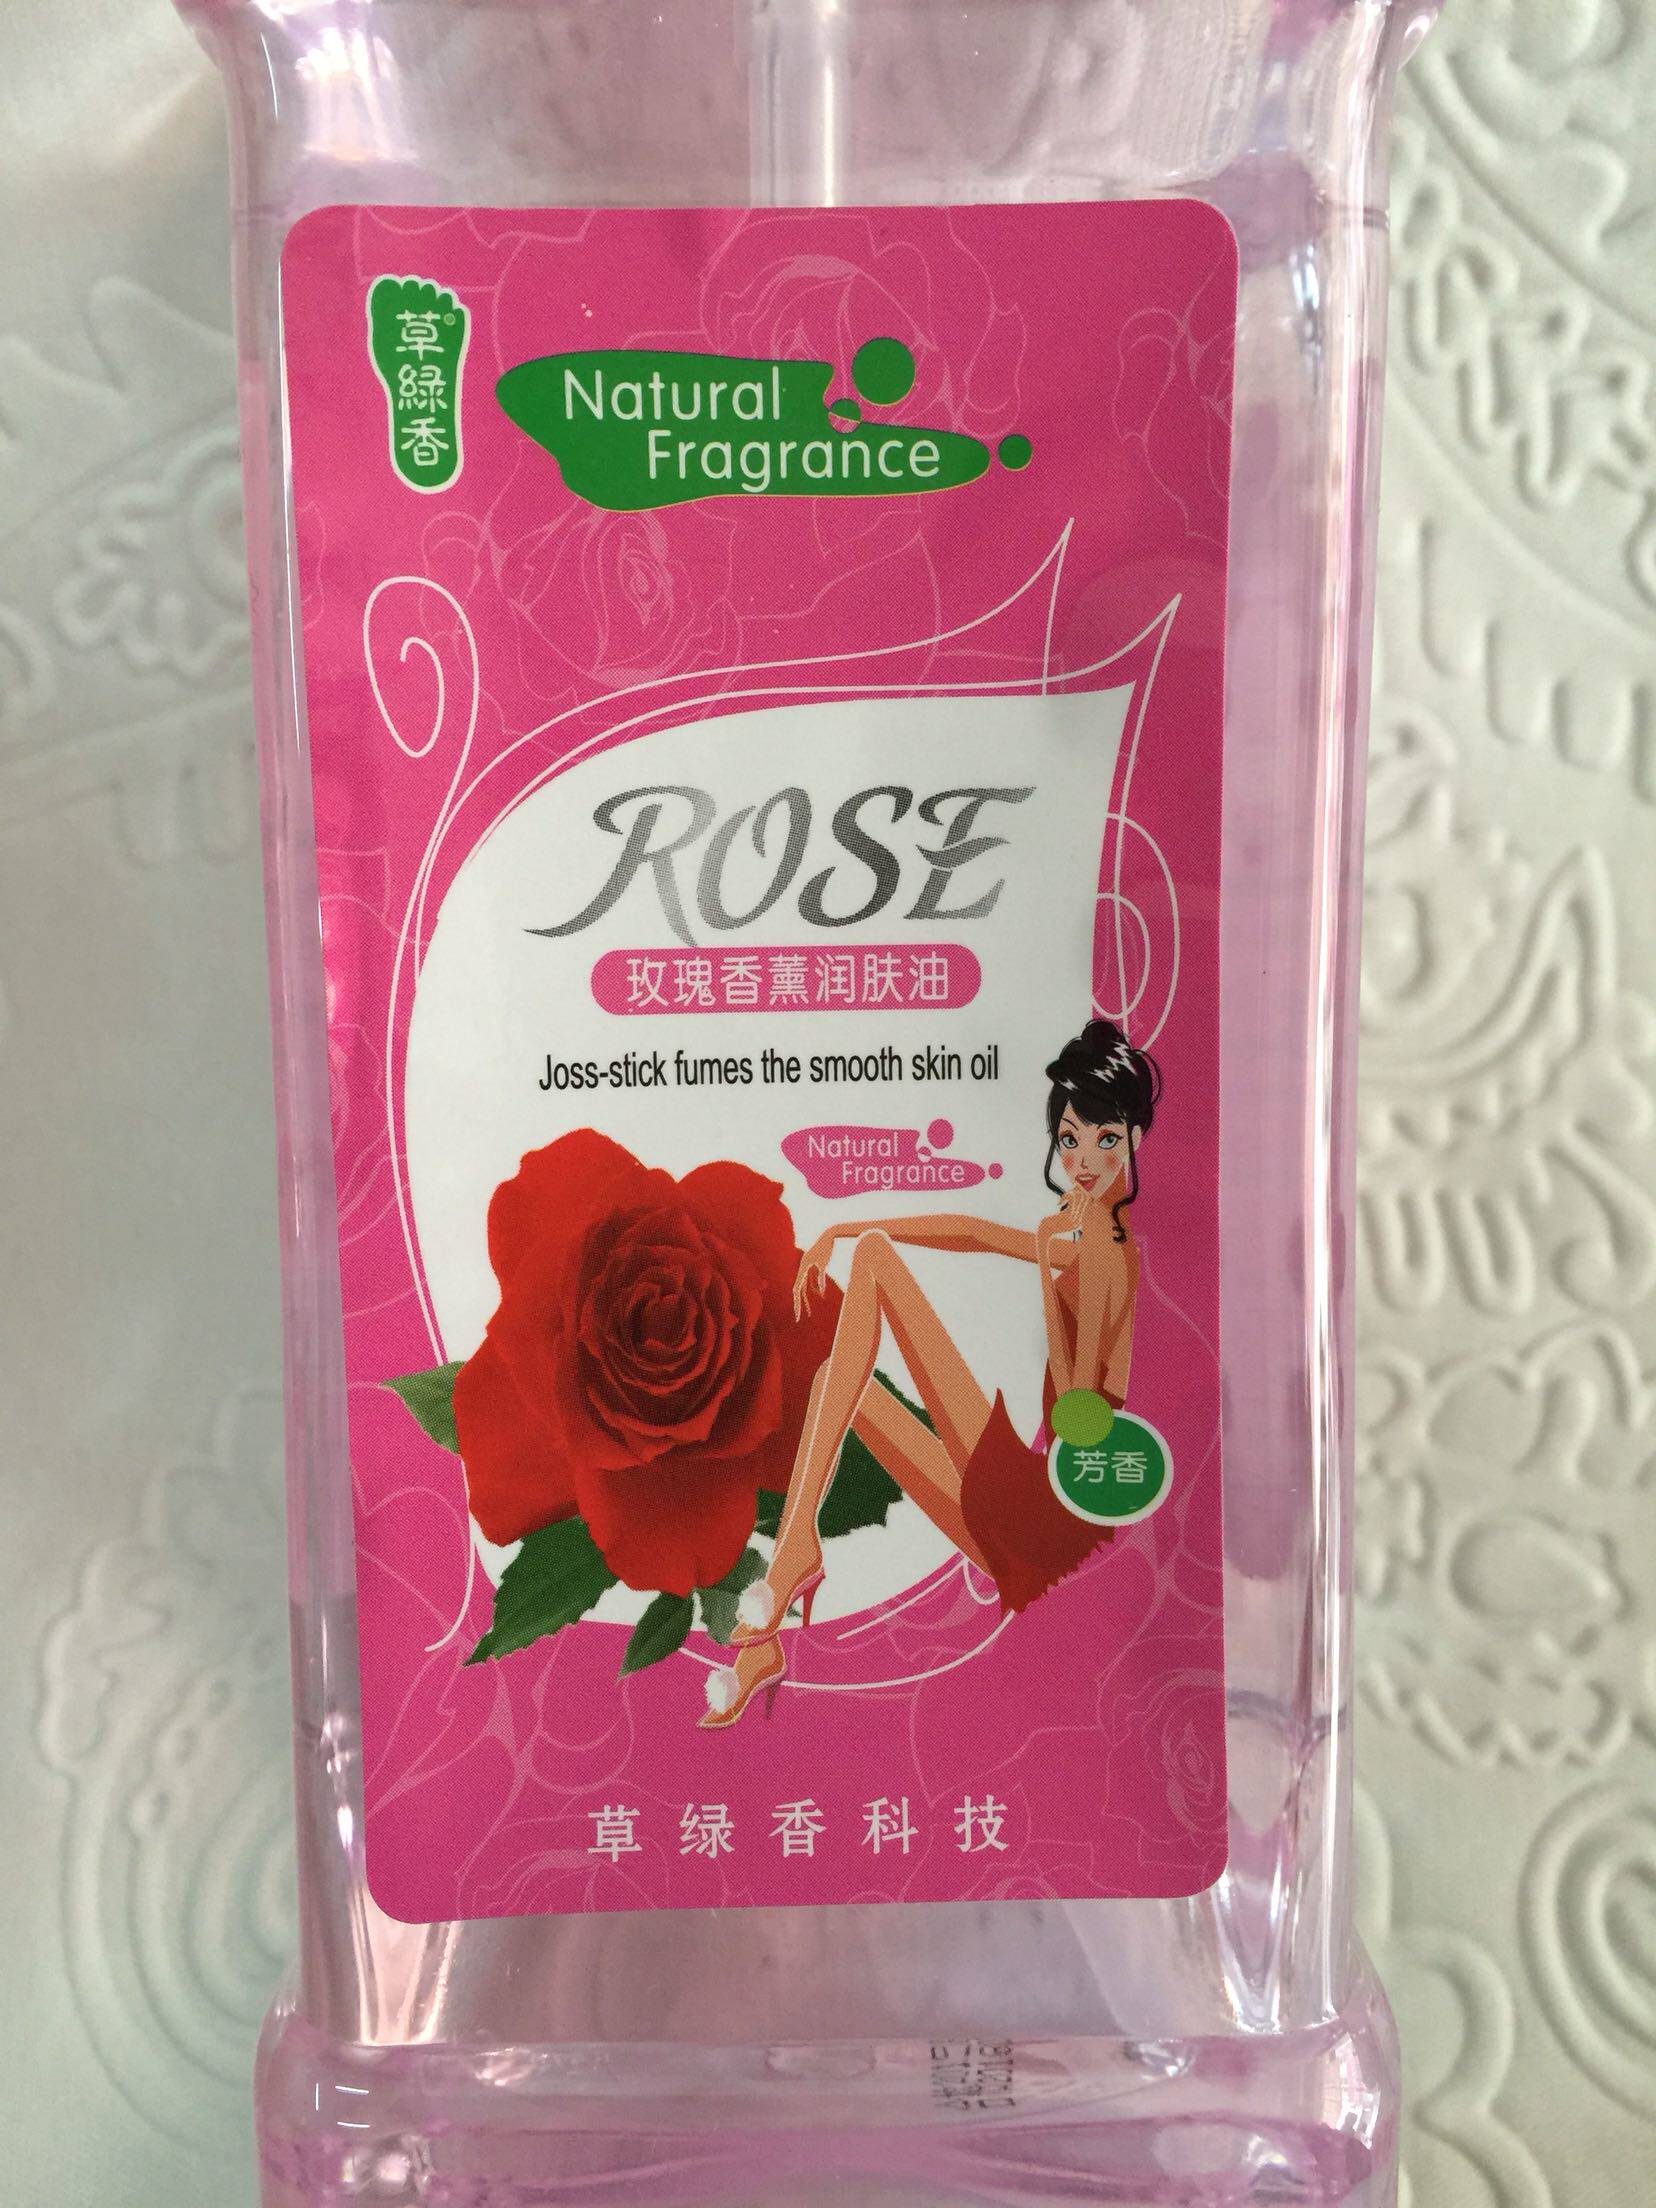 草綠香
Natural
Fragrance
ROSE
玫瑰香薰润肤油
Joss-stick fumes the smooth skin oil
Natural
Fragrance
芳香
草绿香科技